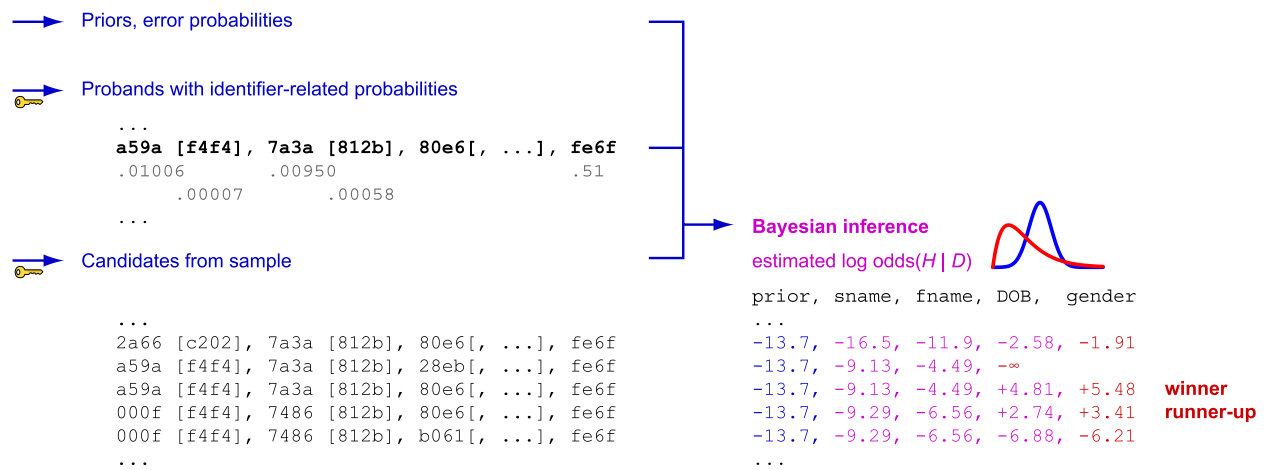 Priors, error probabilities
Probands with identifier-related probabilities
...
a59a [f4f4], 7a3a [812b], 80e6[, ...], fe6f
.01006 .00950 .51
.00007 .00058
...
Candidates from sample
...
2a66 [c202], 7a3a [812b], 80e6[, ...], fe6f
a59a [f4f4], 7a3a [812b], 28eb[, ...], fe6f
a59a [f4f4], 7a3a [812b], 80e6[, ...], fe6f
000f [f4f4], 7486 [812b], 80e6[, ...], fe6f
000f [f4f4], 7486 [812b], b061[, ...], fe6f
...
Bayesian inference
estimated log odds(H | D)
prior, sname, fname, DOB, gender
...
-13.7, -16.5, -11.9, -2.58, -1.91
-13.7, -9.13, -4.49, -∞
-13.7, -9.13, -4.49, +4.81, +5.48 winner
-13.7, -9.29, -6.56, +2.74, +3.41 runner-up
-13.7, -9.29, -6.56, -6.88, -6.21
...